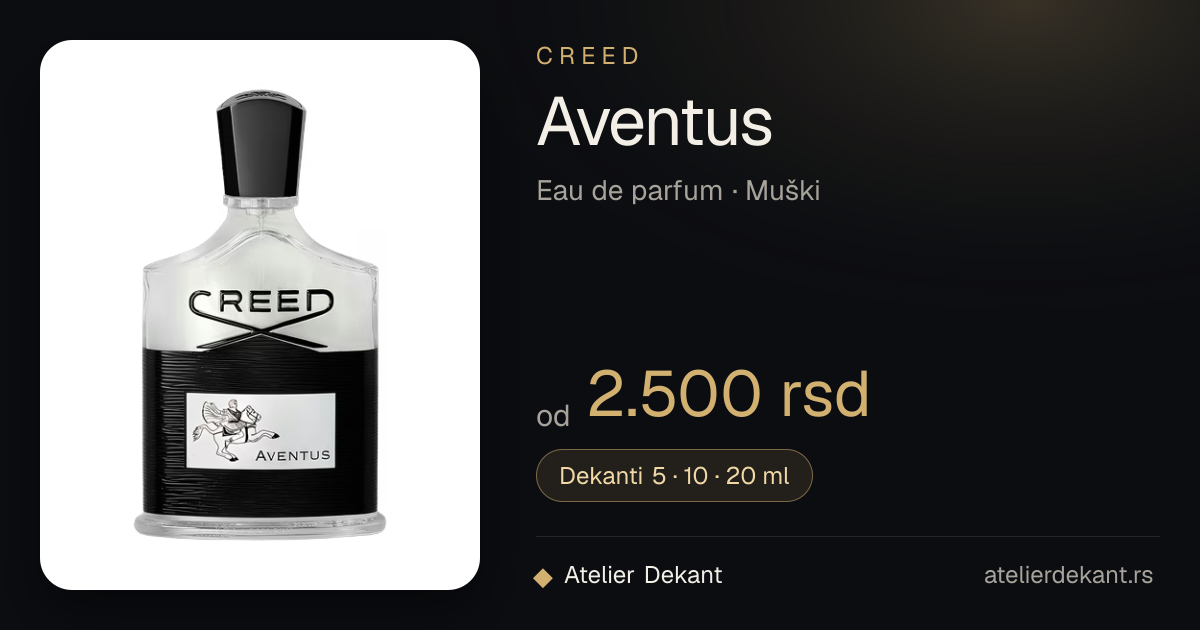 CREED
AVENTUS
CREED
Aventus
Eau de parfum · Muški
od 2.500 rsd
Dekanti 5 · 10 · 20 ml
Atelier Dekant
atelierdekant.rs